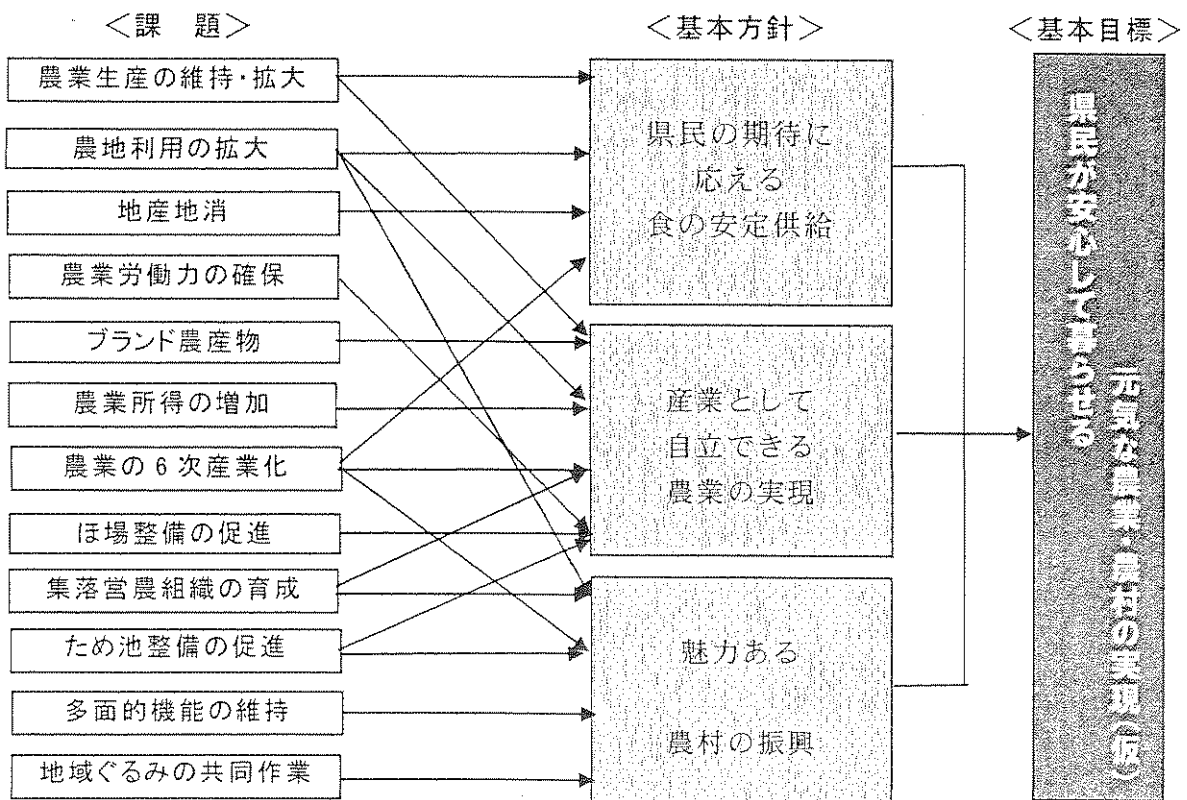 ＜課　題＞
農業生産の維持・拡大
農地利用の拡大
地産地消
農業労働力の確保
ブランド農産物
農業所得の増加
農業の６次産業化
ほ場整備の促進
集落営農組織の育成
ため池整備の促進
多面的機能の維持
地域ぐるみの共同作業
＜基本方針＞
県民の期待に
応える
食の安定供給
産業として
自立できる
農業の実現
魅力ある
農村の振興
＜基本目標＞
県民が安心して暮らせる
元気な農業・農村の実現（仮）